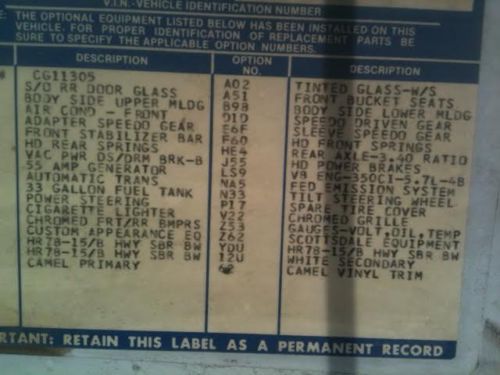 V.I.N.-VEHICLE IDENTIFICATION NUMBER
E: THE OPTIONAL EQUIPMENT LISTED BELOW HAS BEEN INSTALLED ON THIS
VEHICLE. FOR PROPER IDENTIFICATION OF REPLACEMENT PARTS BE
SURE TO SPECIFY THE APPLICABLE OPTION NUMBERS.
DESCRIPTION OPTION NO. DESCRIPTION
CG11305
S/O RR DOOR GLASS A02 TINTED GLASS-W/S
BODY SIDE UPPER MLDG A51 FRONT BUCKET SEATS
AIR COND - FRONT B98 BODY SIDE LOWER MLDG
ADAPTER SPEEDO GEAR D1D SPEEDO DRIVEN GEAR
FRONT STABILIZER BAR E6F SLEEVE SPEEDO GEAR
HD REAR SPRINGS F60 HD FRONT SPRINGS
VAC PWR DS/DRM BRK-B HE4 REAR AXLE-3.40 RATIO
55 AMP GENERATOR J55 HD POWER BRAKES
AUTOMATIC TRANS LS9 V8 ENG-350CI-5.7L-4B
33 GALLON FUEL TANK NA5 FED EMISSION SYSTEM
POWER STEERING N33 TILT STEERING WHEEL
CIGARETTE LIGHTER P17 SPARE TIRE COVER
CHROMED FRT/RR BMPRS V22 CHROMED GRILLE
CUSTOM APPEARANCE EQ Z53 GAUGES-VOLT,OIL,TEMP
HR78-15/B HWY SBR BW Z62 SCOTTSDALE EQUIPMENT
HR78-15/B HWY SBR BW YDU HR78-15/B HWY SBR BW
CAMEL PRIMARY 12U WHITE SECONDARY
CAMEL VINYL TRIM
RTANT: RETAIN THIS LABEL AS A PERMANENT RECORD